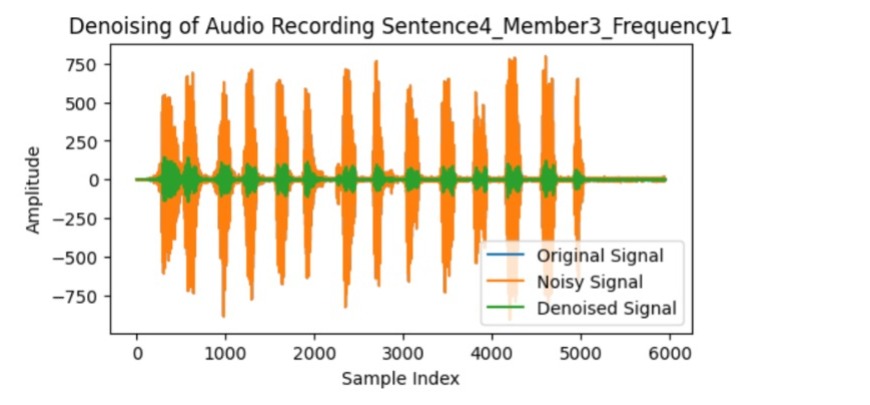 Denoising of Audio Recording Sentence4_Member3_Frequency1
750
500
250
0
−250
−500
−750
Amplitude
Original Signal
Noisy Signal
Denoised Signal
0 1000 2000 3000 4000 5000 6000
Sample Index